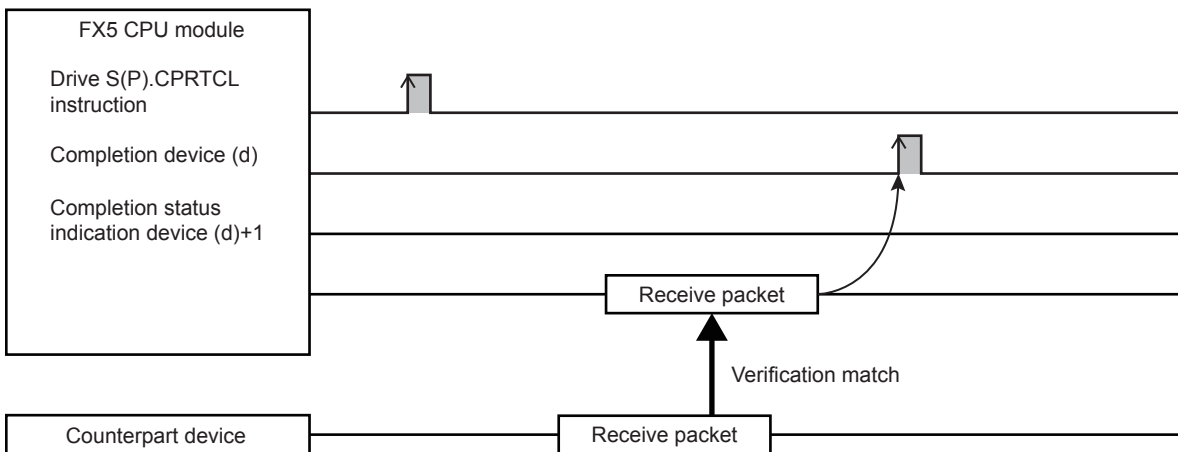 FX5 CPU module
Drive S(P).CPRTCL
instruction
Completion device (d)
Completion status
indication device (d)+1
Receive packet
Verification match
Counterpart device
Receive packet